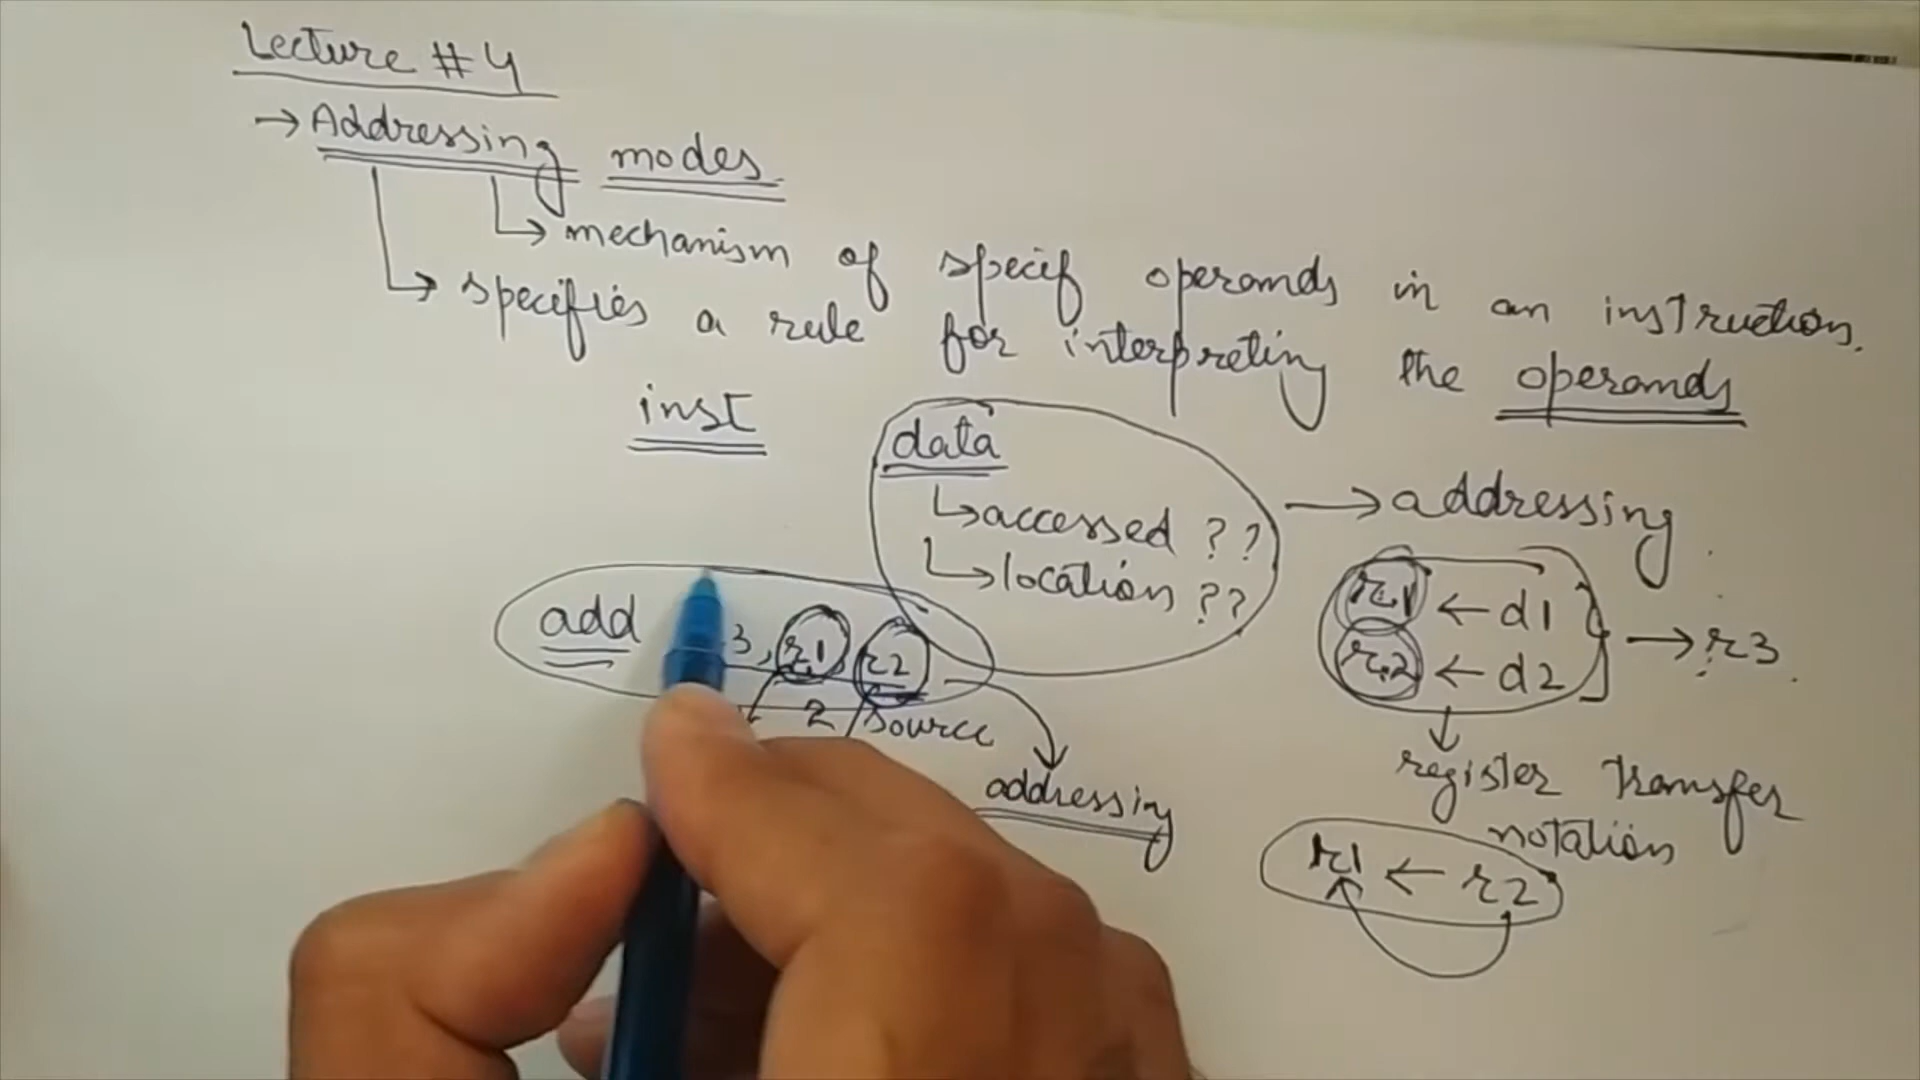 Lecture #4
→ Addressing modes
↳ mechanism of specif operands in an instruction.
↳ specifies a rule for interpreting the operands
inst
data
↳ accessed ??
↳ location ??
→ addressing
add 3, r1, r2
2 source
addressing
r1 ← d1
r2 ← d2
→ r3
register transfer
notation
r1 ← r2